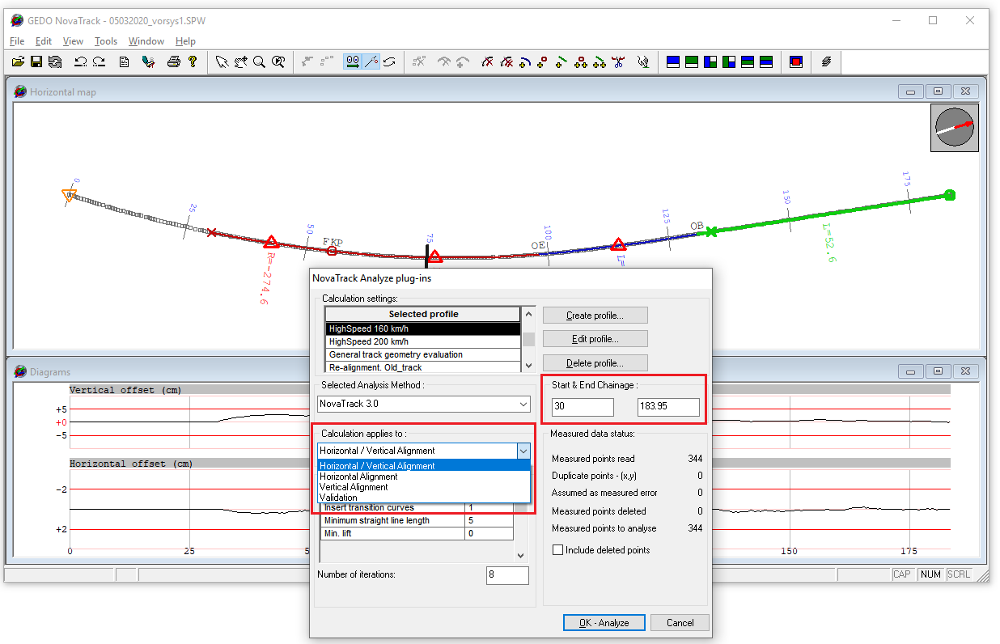 GEDO NovaTrack - 05032020_vorsys1.SPW
File Edit View Tools Window Help
Horizontal map
0
25
50
75
100
125
150
175
FKP
OE
OB
R=-274.6
L=
L=52.6
NovaTrack Analyze plug-ins
Calculation settings:
Selected profile
HighSpeed 160 km/h
HighSpeed 200 km/h
General track geometry evaluation
Re-alignment. Old_track
Create profile...
Edit profile...
Delete profile...
Selected Analysis Method :
NovaTrack 3.0
Start & End Chainage :
30 183.95
Calculation applies to :
Horizontal / Vertical Alignment
Horizontal / Vertical Alignment
Horizontal Alignment
Vertical Alignment
Validation
Insert transition curves 1
Minimum straight line length 5
Min. lift 0
Number of iterations: 8
Measured data status:
Measured points read 344
Duplicate points - (x,y) 0
Assumed as measured error 0
Measured points deleted 0
Measured points to analyse 344
Include deleted points
OK - Analyze Cancel
Diagrams
Vertical offset (cm)
+5
+0
-5
Horizontal offset (cm)
-2
+2
0 25 5 150 175
CAP NUM SCRL